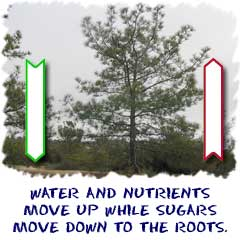 WATER AND NUTRIENTS
MOVE UP WHILE SUGARS
MOVE DOWN TO THE ROOTS.